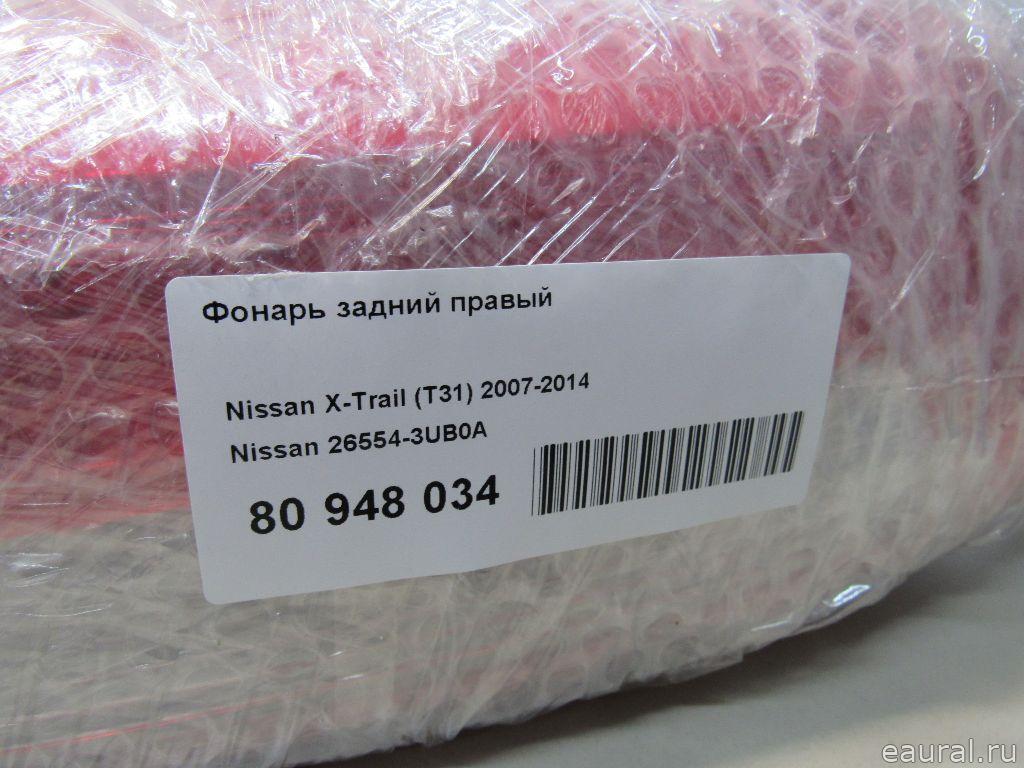 Фонарь задний правый
Nissan X-Trail (T31) 2007-2014
Nissan 26554-3UB0A
80 948 034
eaural.ru